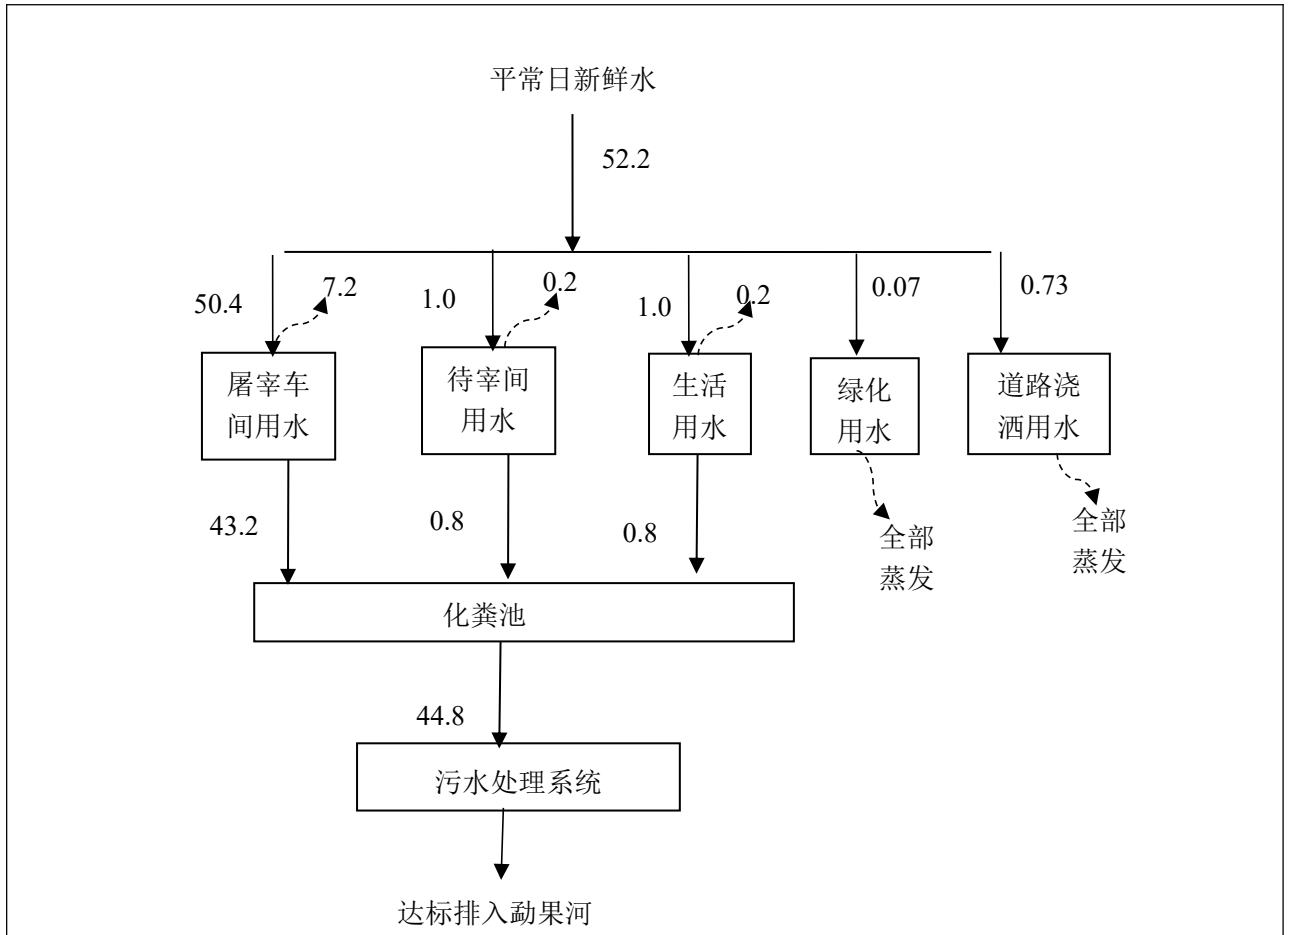 平常日新鲜水
52.2
50.4
7.2
1.0
0.2
1.0
0.2
0.07
0.73
屠宰车
间用水
待宰间
用水
生活
用水
绿化
用水
道路浇
洒用水
43.2
0.8
0.8
全部
蒸发
全部
蒸发
化粪池
44.8
污水处理系统
达标排入勐果河